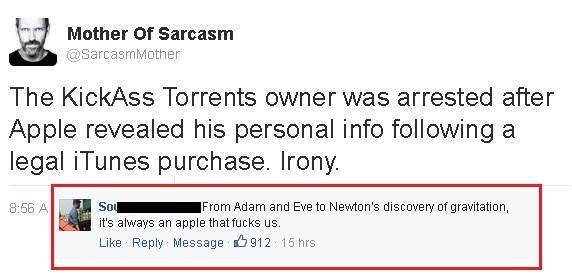 Mother Of Sarcasm
@SarcasmMother
The KickAss Torrents owner was arrested after
Apple revealed his personal info following a
legal iTunes purchase. Irony.
8:56 A
From Adam and Eve to Newton's discovery of gravitation,
it's always an apple that fucks us.
Like · Reply · Message · 912 · 15 hrs